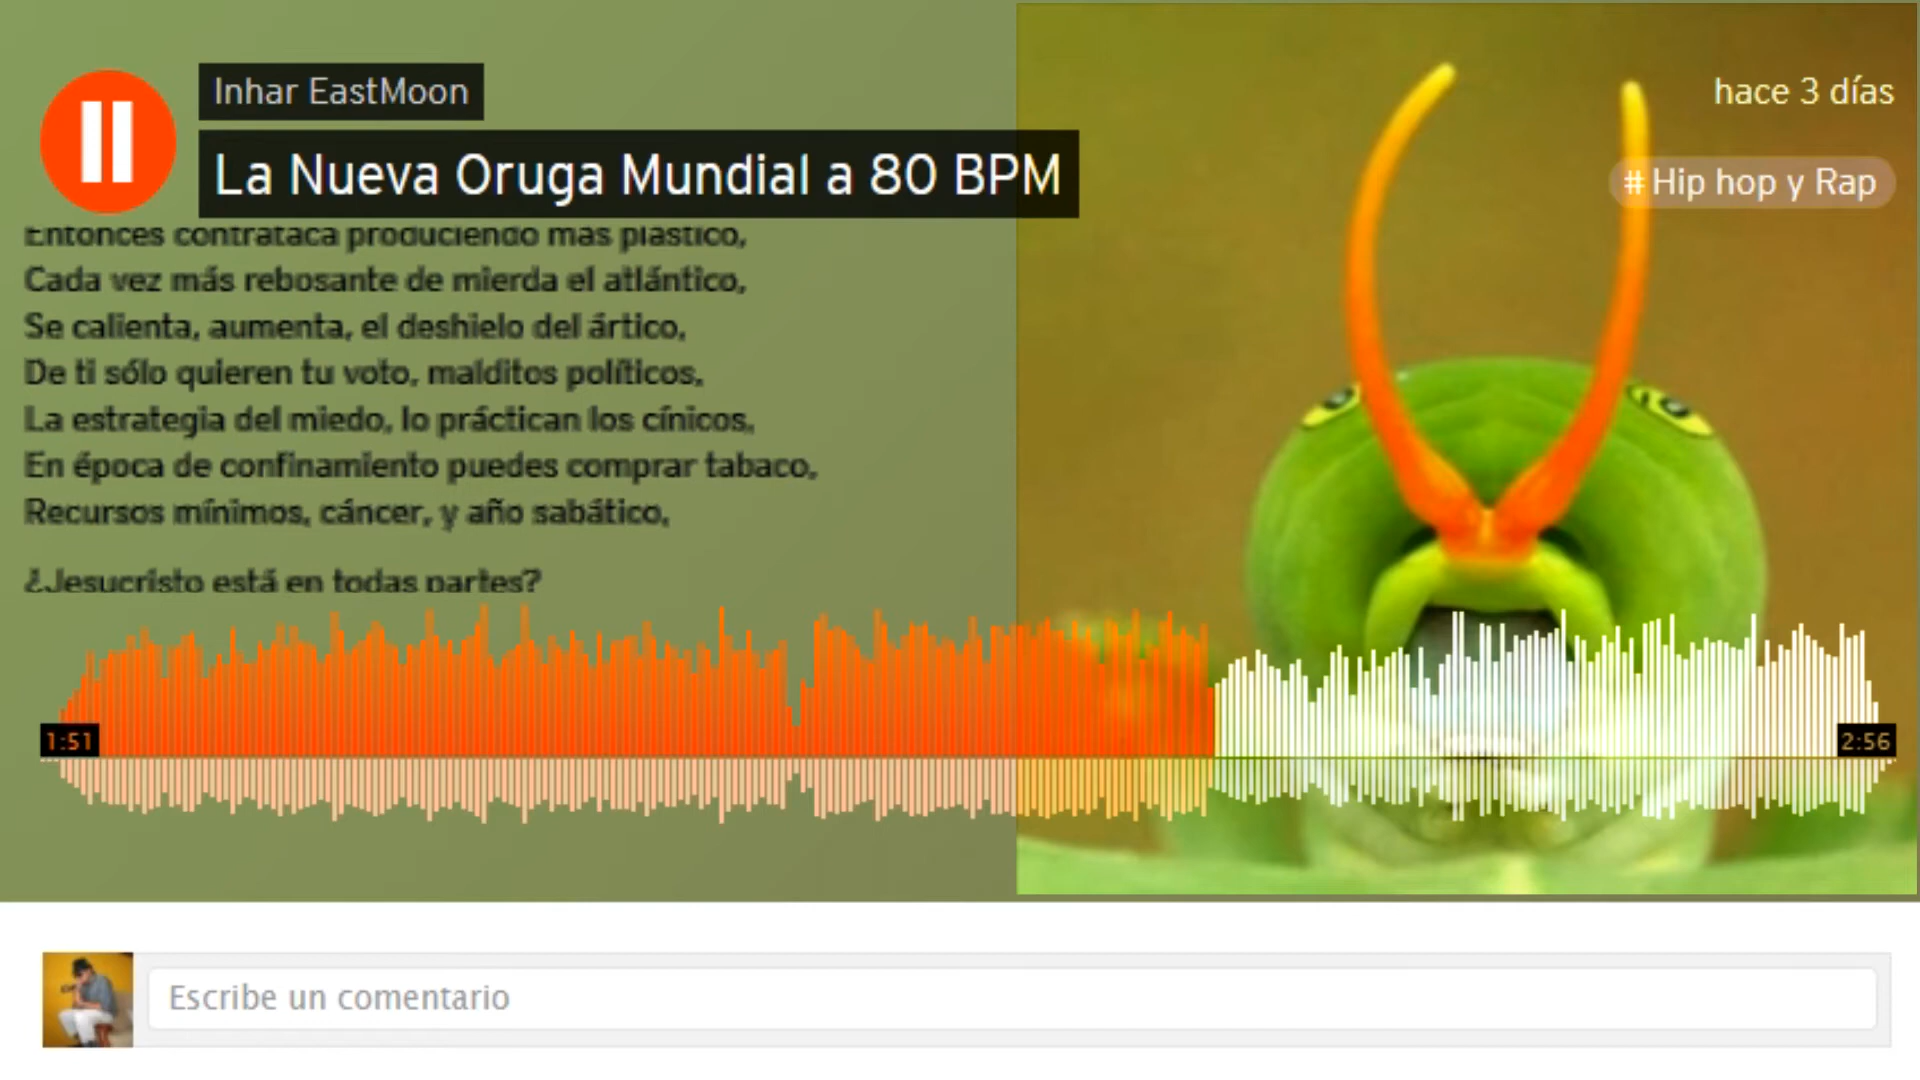 Inhar EastMoon
hace 3 días
La Nueva Oruga Mundial a 80 BPM
# Hip hop y Rap
Entonces contrataca produciendo más plástico,
Cada vez más rebosante de mierda el atlántico,
Se calienta, aumenta, el deshielo del ártico,
De ti sólo quieren tu voto, malditos políticos,
La estrategia del miedo, lo práctican los cínicos,
En época de confinamiento puedes comprar tabaco,
Recursos mínimos, cáncer, y año sabático,
¿Jesucristo está en todas partes?
1:51
2:56
Escribe un comentario